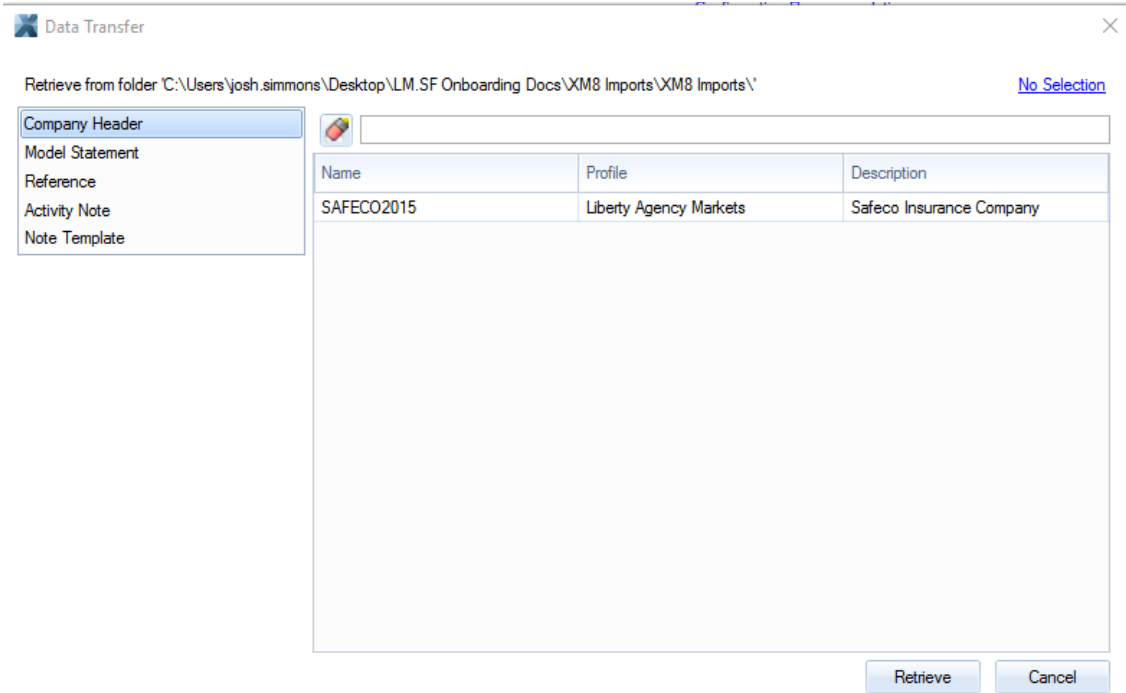 Data Transfer
Retrieve from folder 'C:\Users\josh.simmons\Desktop\LM.SF Onboarding Docs\XM8 Imports\XM8 Imports\'
No Selection
Company Header
Model Statement
Reference
Activity Note
Note Template
Name Profile Description
SAFECO2015 Liberty Agency Markets Safeco Insurance Company
Retrieve Cancel